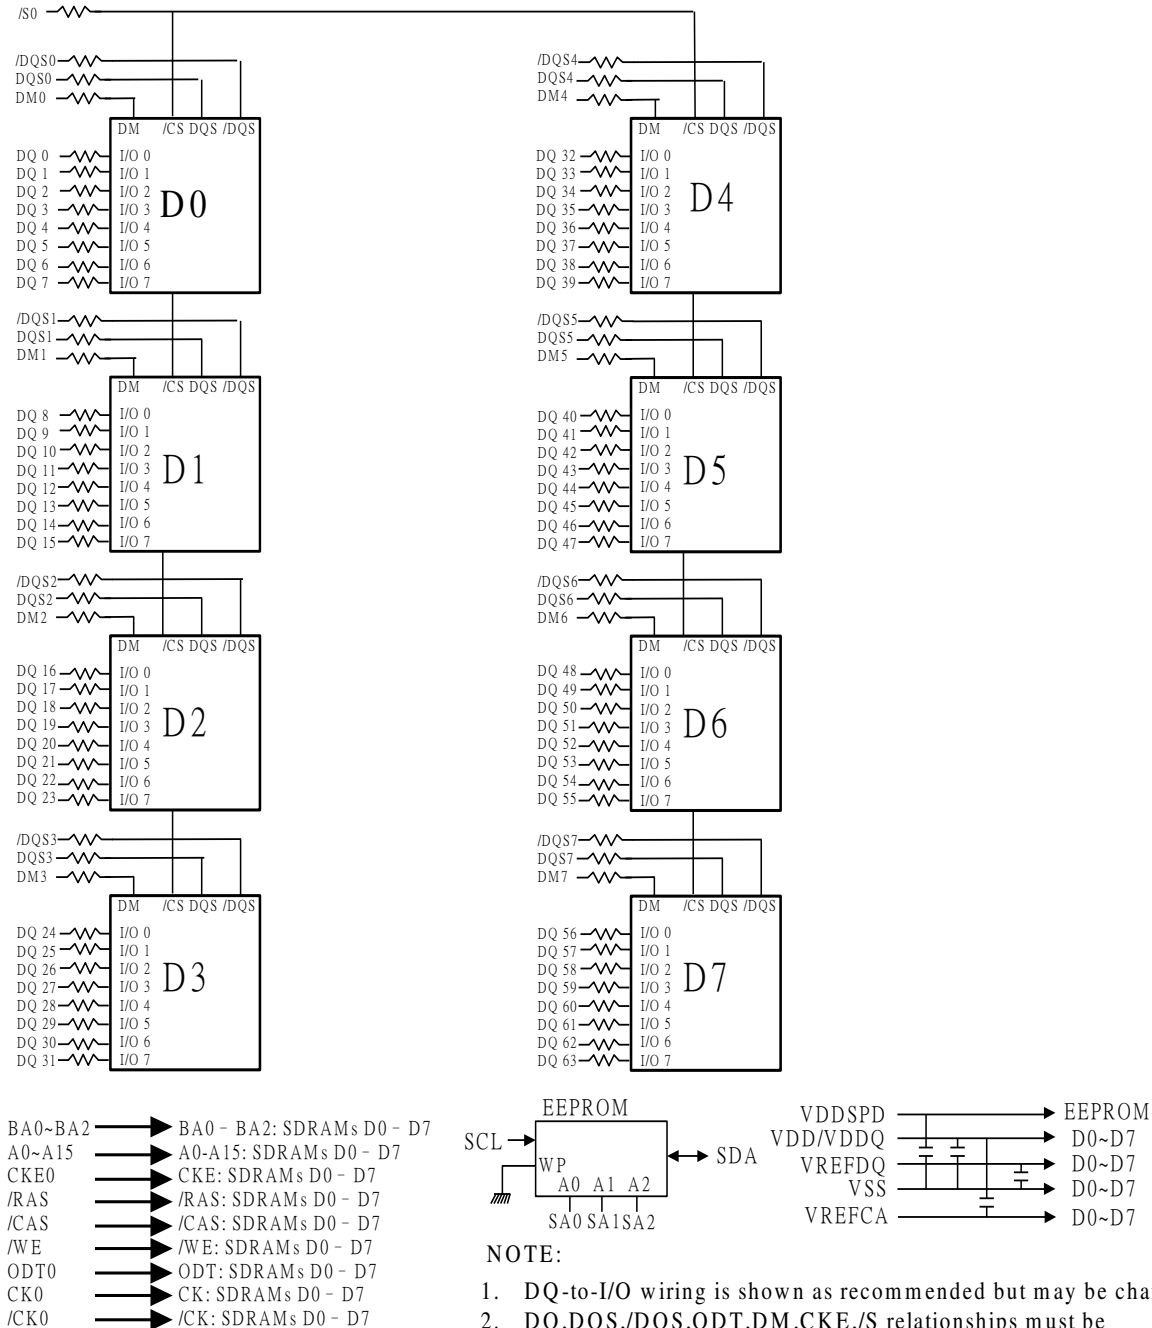 /S0
/DQS0
DQS0
DM0
DM /CS DQS /DQS
DQ 0 I/O 0
DQ 1 I/O 1
DQ 2 I/O 2
DQ 3 I/O 3
DQ 4 I/O 4
DQ 5 I/O 5
DQ 6 I/O 6
DQ 7 I/O 7
D0
/DQS1
DQS1
DM1
DM /CS DQS /DQS
DQ 8 I/O 0
DQ 9 I/O 1
DQ 10 I/O 2
DQ 11 I/O 3
DQ 12 I/O 4
DQ 13 I/O 5
DQ 14 I/O 6
DQ 15 I/O 7
D1
/DQS2
DQS2
DM2
DM /CS DQS /DQS
DQ 16 I/O 0
DQ 17 I/O 1
DQ 18 I/O 2
DQ 19 I/O 3
DQ 20 I/O 4
DQ 21 I/O 5
DQ 22 I/O 6
DQ 23 I/O 7
D2
/DQS3
DQS3
DM3
DM /CS DQS /DQS
DQ 24 I/O 0
DQ 25 I/O 1
DQ 26 I/O 2
DQ 27 I/O 3
DQ 28 I/O 4
DQ 29 I/O 5
DQ 30 I/O 6
DQ 31 I/O 7
D3
/DQS4
DQS4
DM4
DM /CS DQS /DQS
DQ 32 I/O 0
DQ 33 I/O 1
DQ 34 I/O 2
DQ 35 I/O 3
DQ 36 I/O 4
DQ 37 I/O 5
DQ 38 I/O 6
DQ 39 I/O 7
D4
/DQS5
DQS5
DM5
DM /CS DQS /DQS
DQ 40 I/O 0
DQ 41 I/O 1
DQ 42 I/O 2
DQ 43 I/O 3
DQ 44 I/O 4
DQ 45 I/O 5
DQ 46 I/O 6
DQ 47 I/O 7
D5
/DQS6
DQS6
DM6
DM /CS DQS /DQS
DQ 48 I/O 0
DQ 49 I/O 1
DQ 50 I/O 2
DQ 51 I/O 3
DQ 52 I/O 4
DQ 53 I/O 5
DQ 54 I/O 6
DQ 55 I/O 7
D6
/DQS7
DQS7
DM7
DM /CS DQS /DQS
DQ 56 I/O 0
DQ 57 I/O 1
DQ 58 I/O 2
DQ 59 I/O 3
DQ 60 I/O 4
DQ 61 I/O 5
DQ 62 I/O 6
DQ 63 I/O 7
D7
BA0~BA2 BA0 - BA2: SDRAMs D0 - D7
A0~A15 A0-A15: SDRAMs D0 - D7
CKE0 CKE: SDRAMs D0 - D7
/RAS /RAS: SDRAMs D0 - D7
/CAS /CAS: SDRAMs D0 - D7
/WE /WE: SDRAMs D0 - D7
ODT0 ODT: SDRAMs D0 - D7
CK0 CK: SDRAMs D0 - D7
/CK0 /CK: SDRAMs D0 - D7
EEPROM
SCL SDA
WP
A0 A1 A2
SA0 SA1 SA2
VDDSPD EEPROM
VDD/VDDQ D0~D7
VREFDQ D0~D7
VSS D0~D7
VREFCA D0~D7
NOTE:
1. DQ-to-I/O wiring is shown as recommended but may be cha
2. DQ,DQS,/DQS,ODT,DM,CKE,/S relationships must be